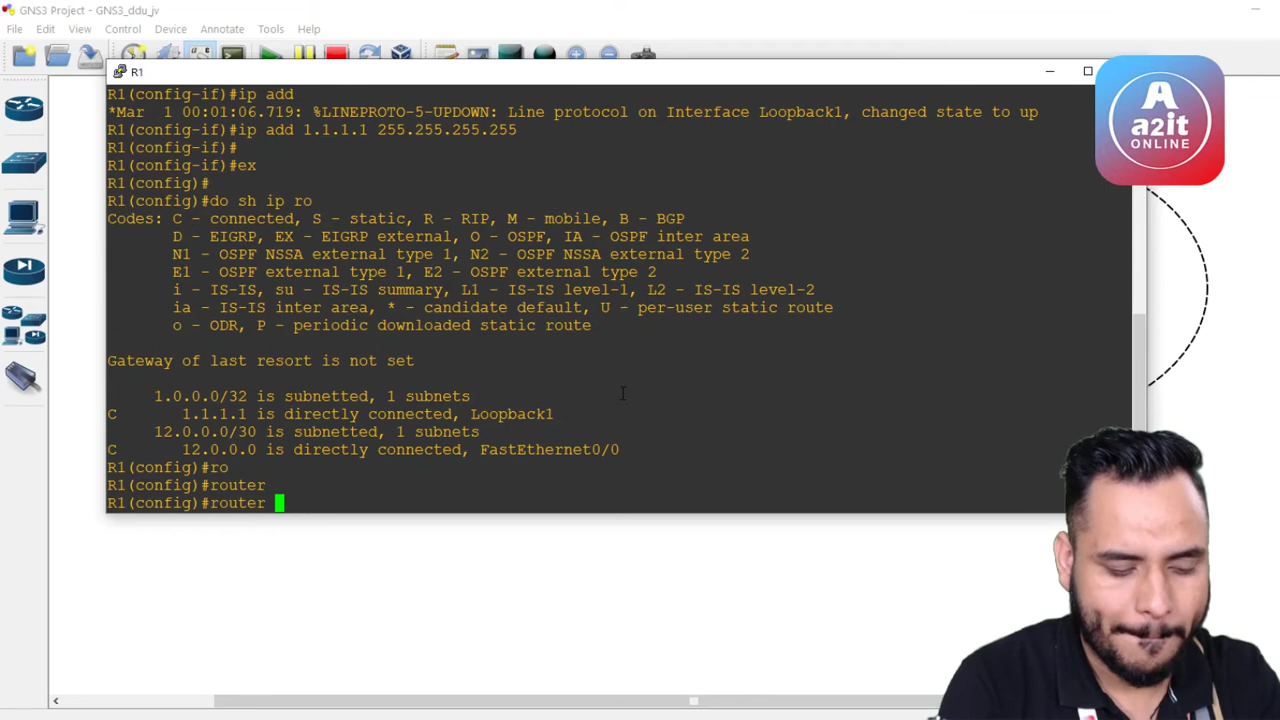 GNS3 Project - GNS3_ddu_jv
File Edit View Control Device Annotate Tools Help
R1
R1(config-if)#ip add
*Mar  1 00:01:06.719: %LINEPROTO-5-UPDOWN: Line protocol on Interface Loopback1, changed state to up
R1(config-if)#ip add 1.1.1.1 255.255.255.255
R1(config-if)#
R1(config-if)#ex
R1(config)#
R1(config)#do sh ip ro
Codes: C - connected, S - static, R - RIP, M - mobile, B - BGP
D - EIGRP, EX - EIGRP external, O - OSPF, IA - OSPF inter area
N1 - OSPF NSSA external type 1, N2 - OSPF NSSA external type 2
E1 - OSPF external type 1, E2 - OSPF external type 2
i - IS-IS, su - IS-IS summary, L1 - IS-IS level-1, L2 - IS-IS level-2
ia - IS-IS inter area, * - candidate default, U - per-user static route
o - ODR, P - periodic downloaded static route
Gateway of last resort is not set
1.0.0.0/32 is subnetted, 1 subnets
C 1.1.1.1 is directly connected, Loopback1
12.0.0.0/30 is subnetted, 1 subnets
C 12.0.0.0 is directly connected, FastEthernet0/0
R1(config)#ro
R1(config)#router
R1(config)#router
A
a2it
ONLINE